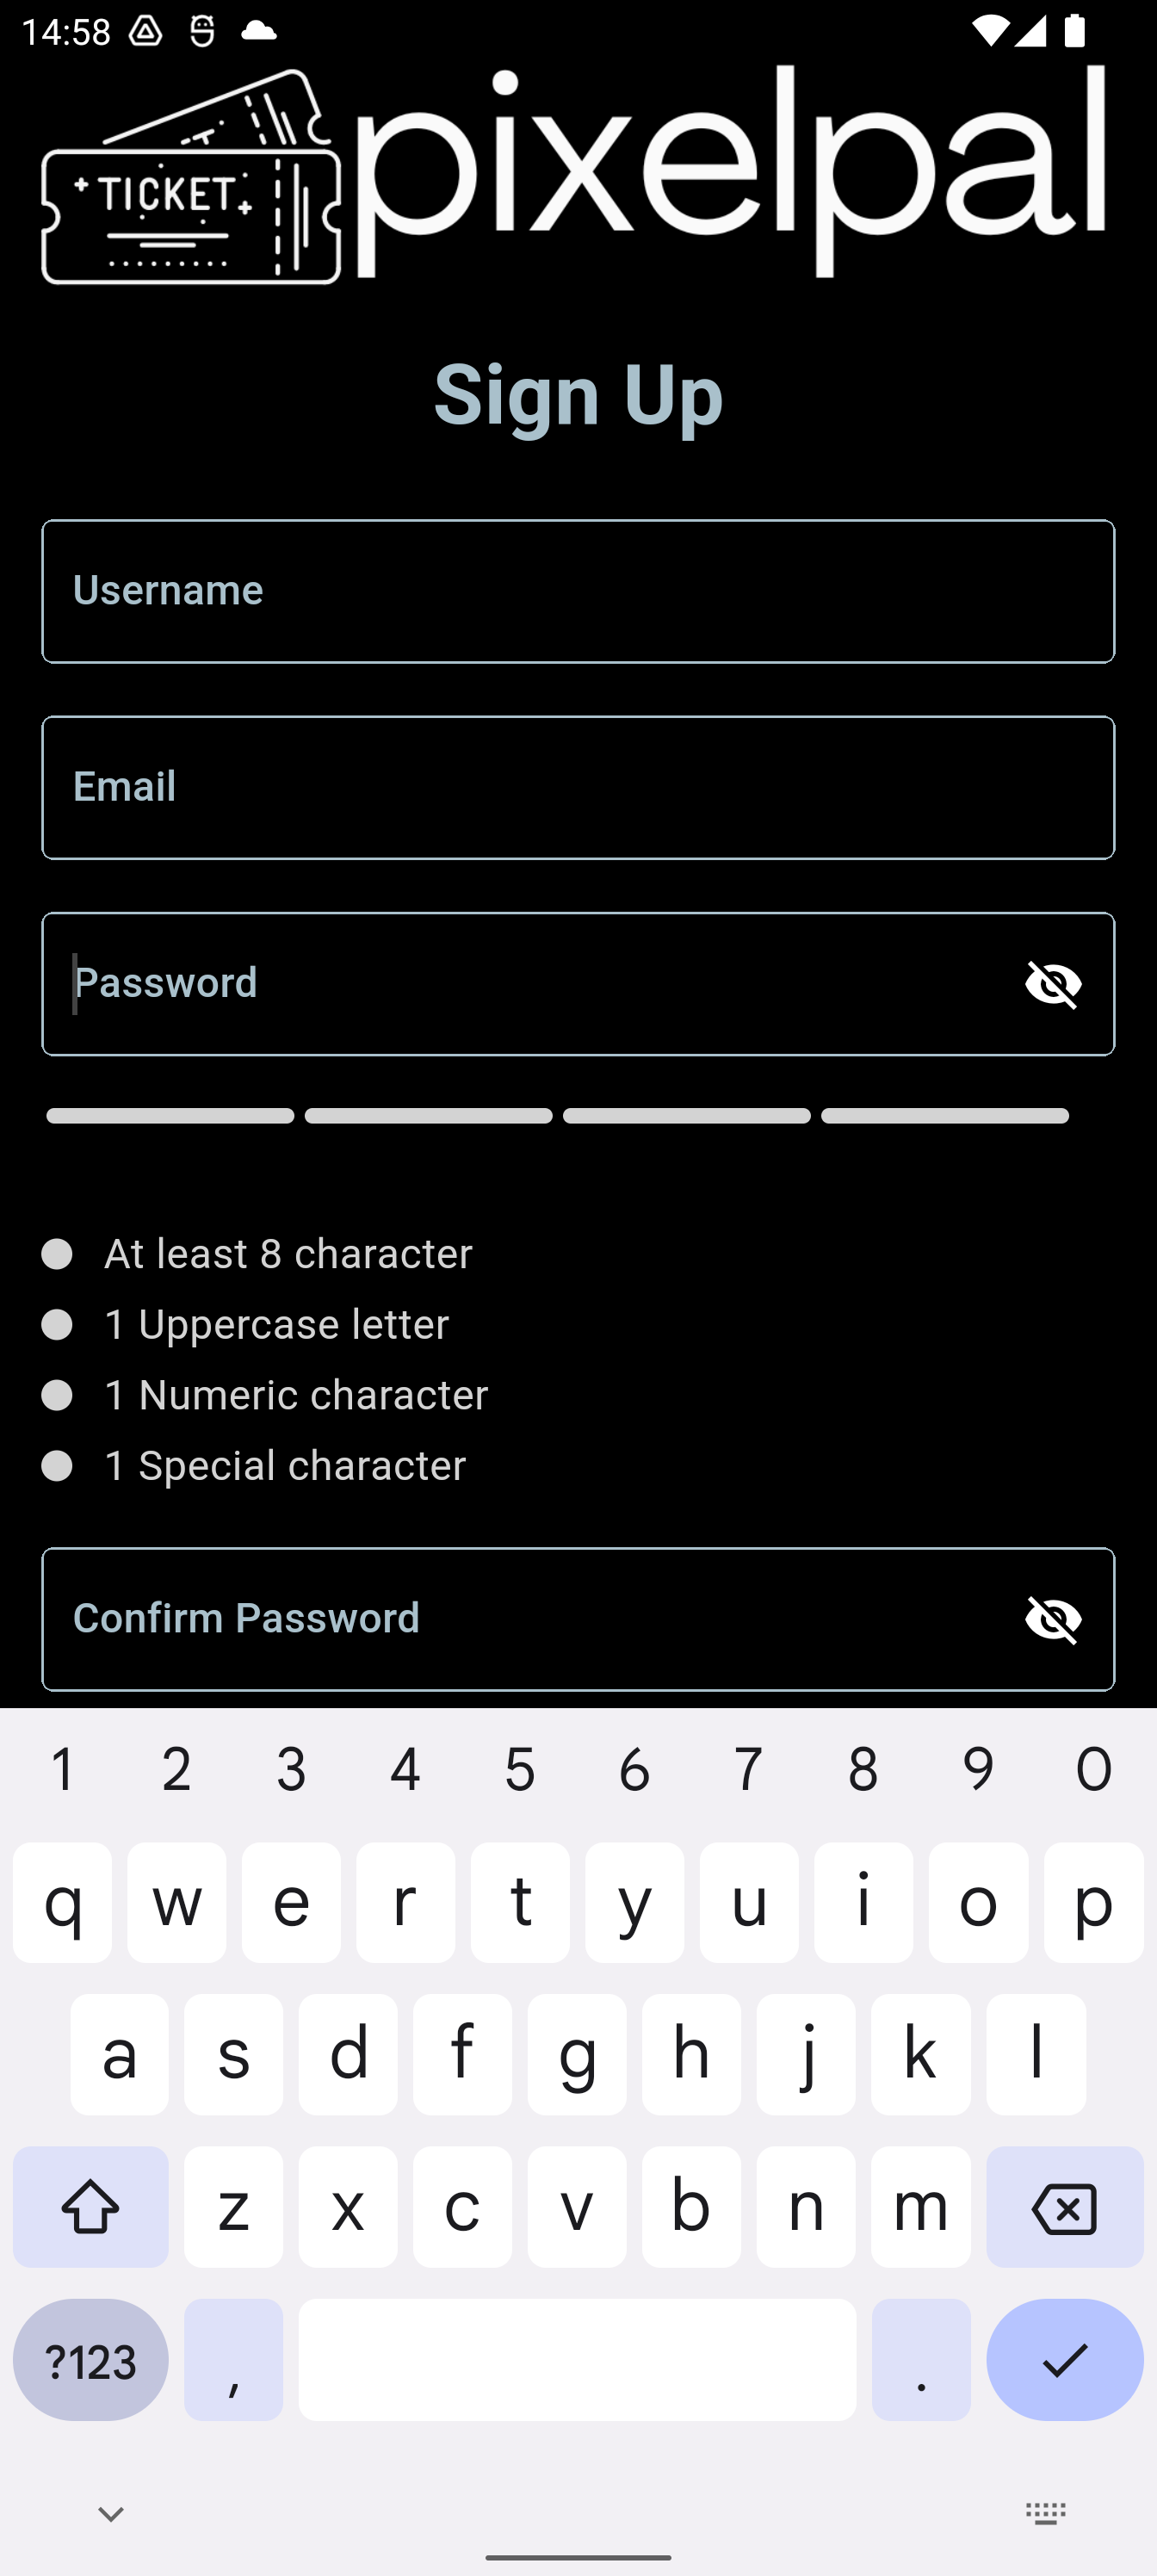 14:58
TICKET
pixelpal
Sign Up
Username
Email
Password
At least 8 character
1 Uppercase letter
1 Numeric character
1 Special character
Confirm Password
1 2 3 4 5 6 7 8 9 0
q w e r t y u i o p
a s d f g h j k l
z x c v b n m
?123 , .